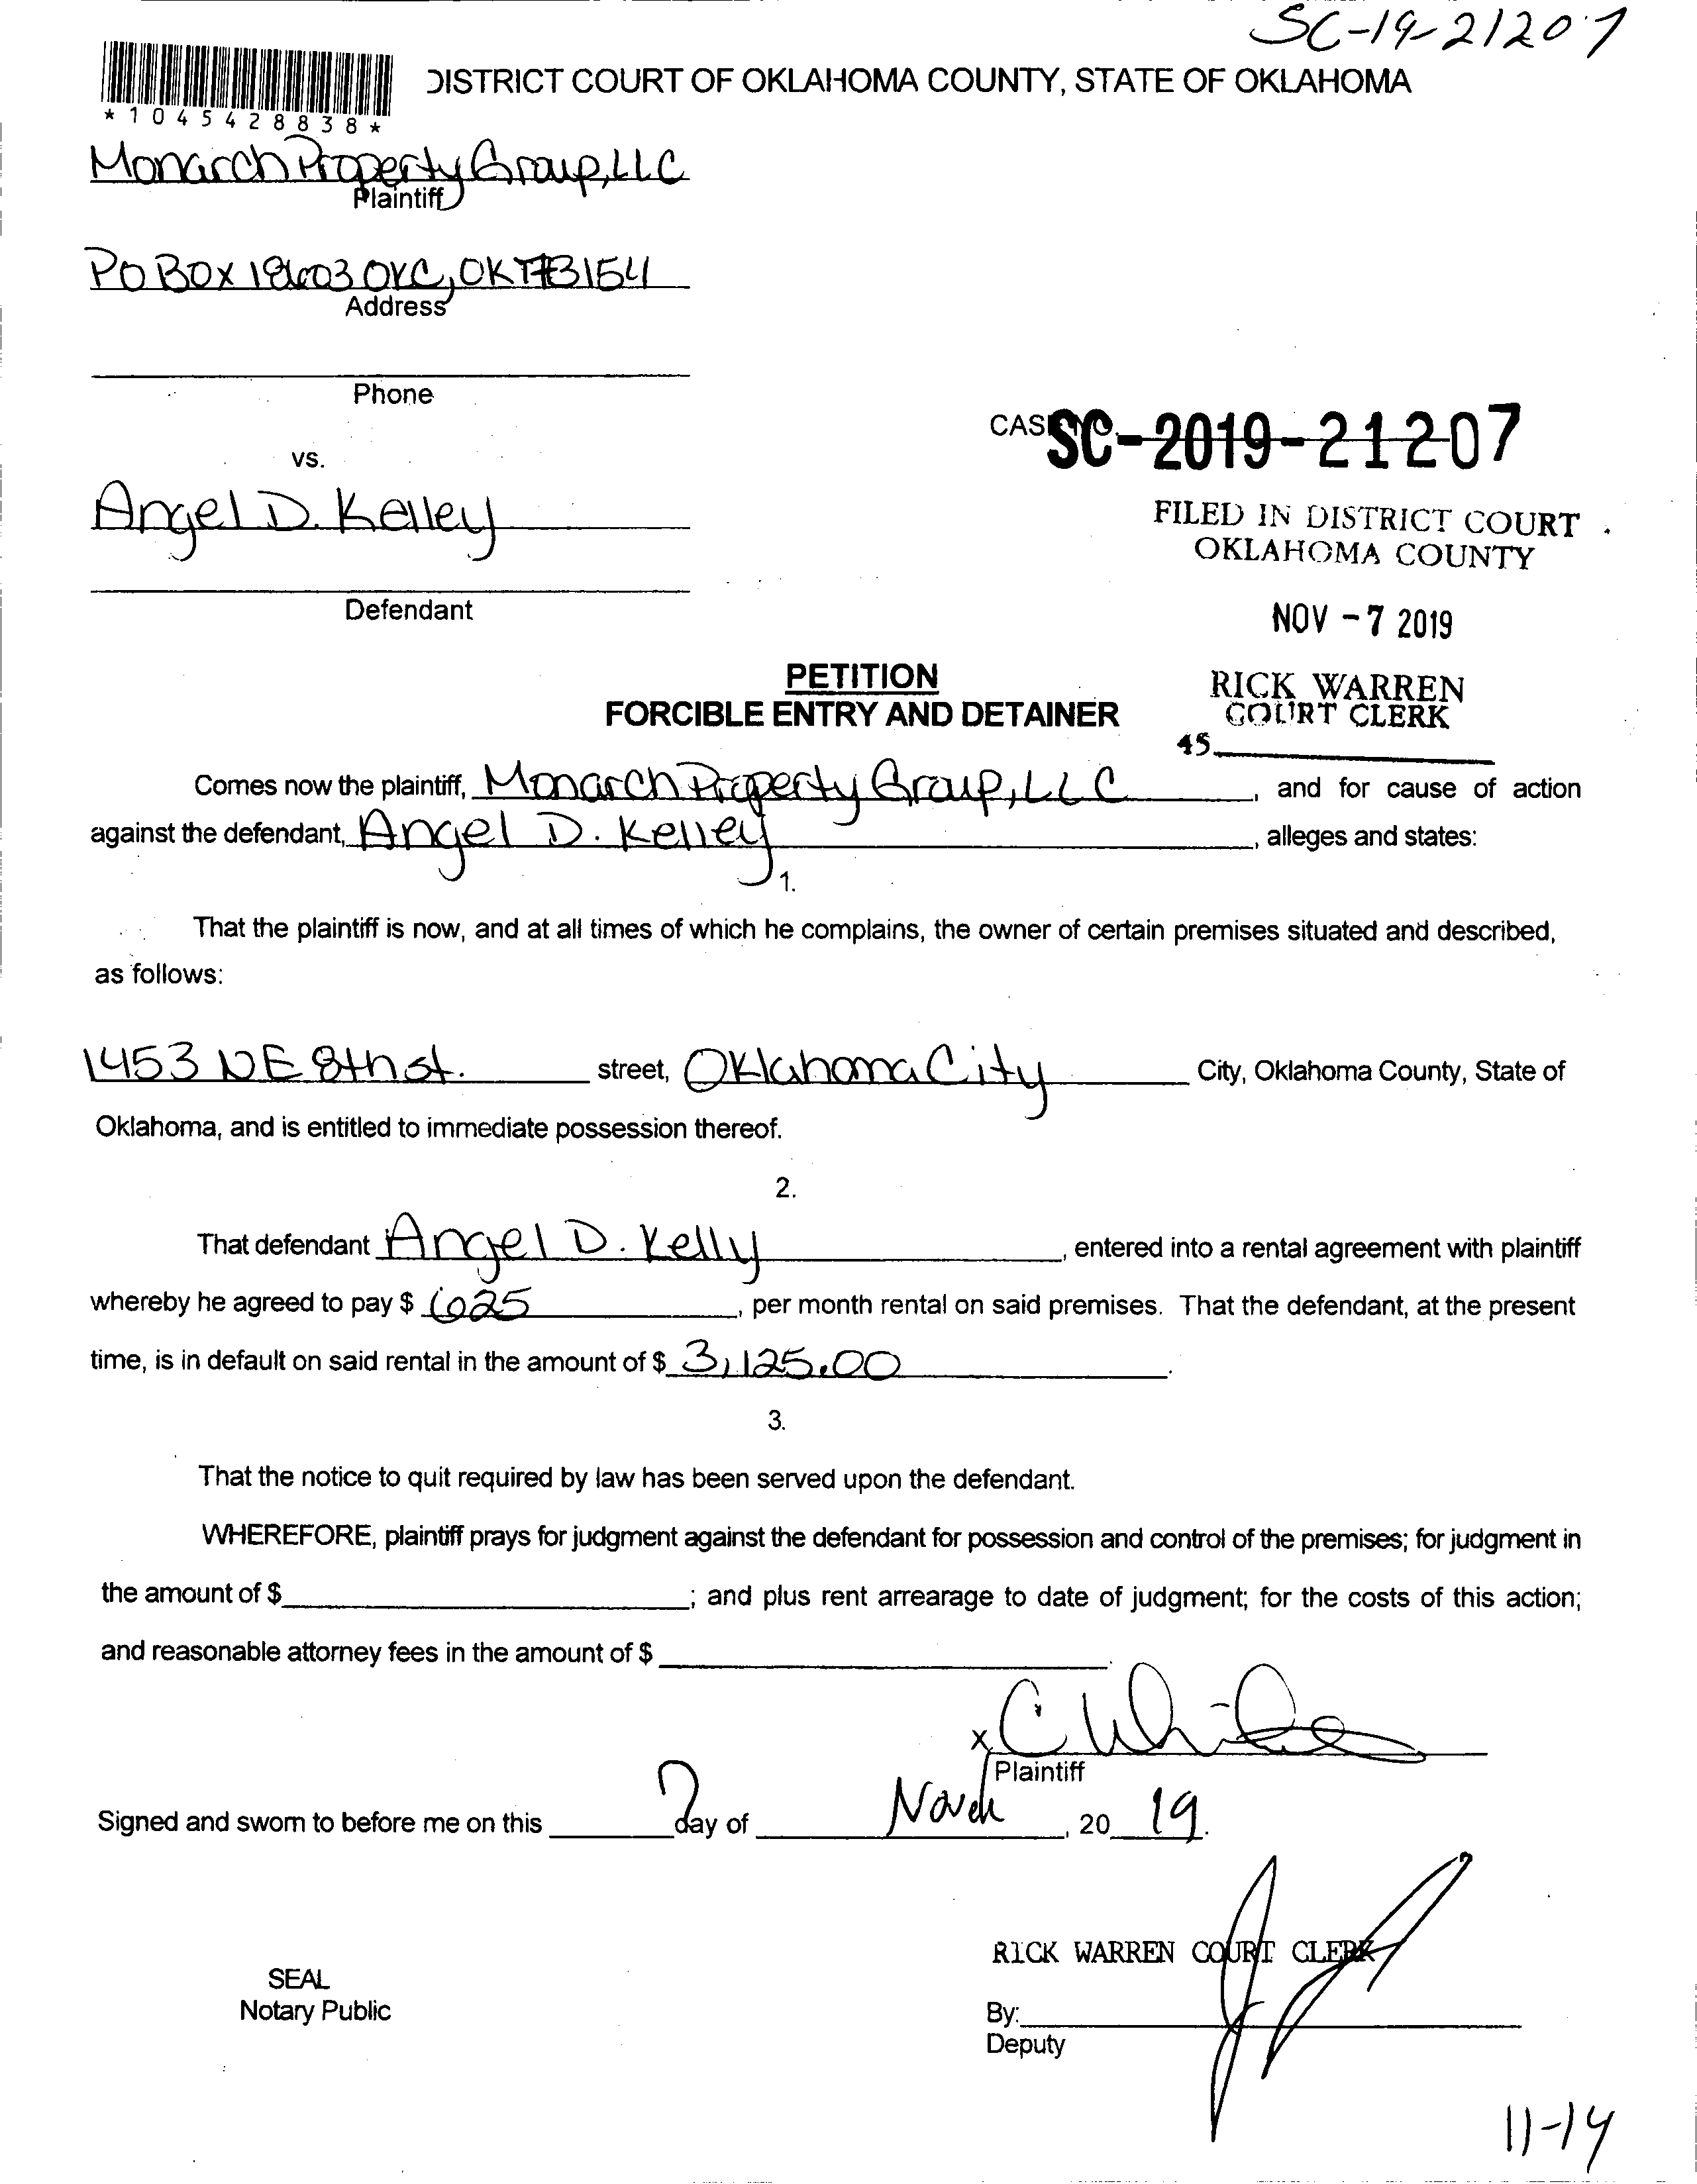 SC-19-21207
*1045428838*
DISTRICT COURT OF OKLAHOMA COUNTY, STATE OF OKLAHOMA
Monarch Property Group, LLC
Plaintiff
PO BOX OKC, OK 73154
Address
Phone
vs.
CASE NO.
SC-2019-21207
Angel D. Kelley
FILED IN DISTRICT COURT
OKLAHOMA COUNTY
Defendant
NOV -7 2019
PETITION
FORCIBLE ENTRY AND DETAINER
RICK WARREN
COURT CLERK
45
Comes now the plaintiff, Monarch Property Group, LLC, and for cause of action
against the defendant, Angel D. Kelley, alleges and states:
1.
That the plaintiff is now, and at all times of which he complains, the owner of certain premises situated and described,
as follows:
1453 NE 8th st. street, Oklahoma City City, Oklahoma County, State of
Oklahoma, and is entitled to immediate possession thereof.
2.
That defendant Angel D. Kelly, entered into a rental agreement with plaintiff
whereby he agreed to pay $ 625, per month rental on said premises. That the defendant, at the present
time, is in default on said rental in the amount of $ 3,125.00.
3.
That the notice to quit required by law has been served upon the defendant.
WHEREFORE, plaintiff prays for judgment against the defendant for possession and control of the premises; for judgment in
the amount of $; and plus rent arrearage to date of judgment; for the costs of this action;
and reasonable attorney fees in the amount of $
x
Plaintiff
Signed and sworn to before me on this 7 day of , 20 19.
RICK WARREN COURT CLERK
SEAL
Notary Public
By:
Deputy
11-14